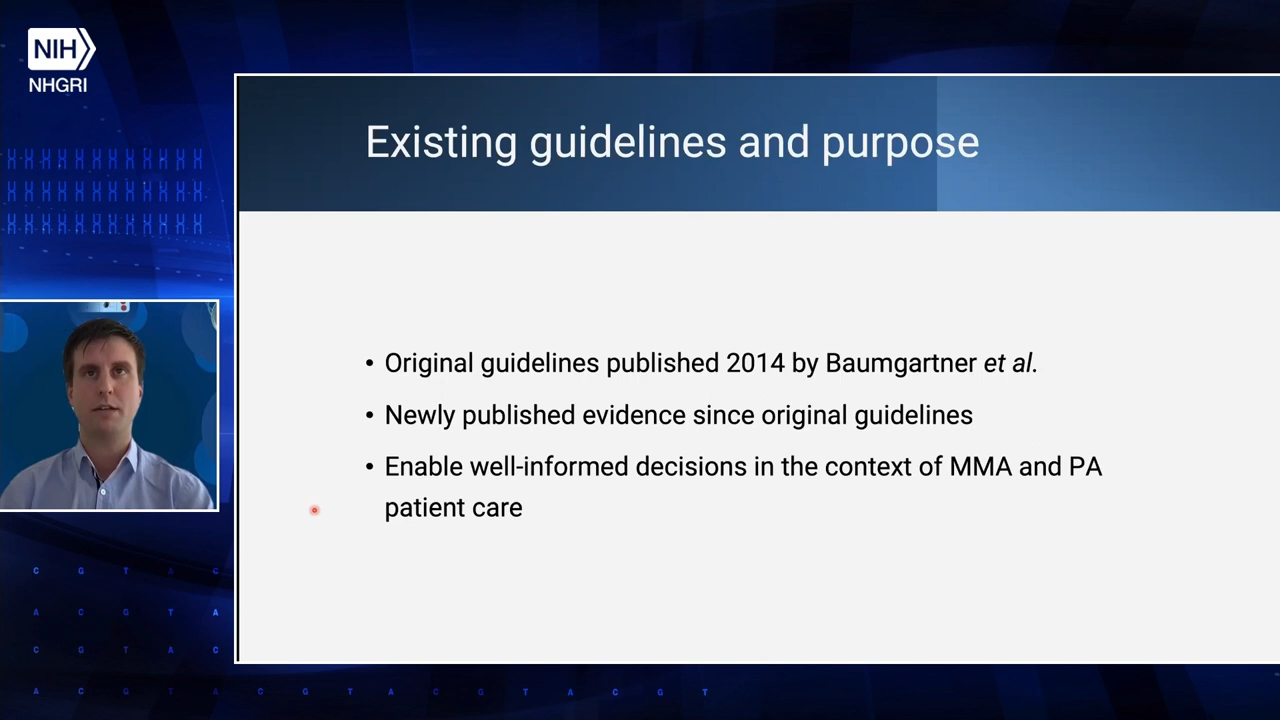 NIH
NHGRI
Existing guidelines and purpose
• Original guidelines published 2014 by Baumgartner et al.
• Newly published evidence since original guidelines
• Enable well-informed decisions in the context of MMA and PA
patient care
C G T A C
A C G T A
C G T A C
A C G T A C G T A C G T A C G T